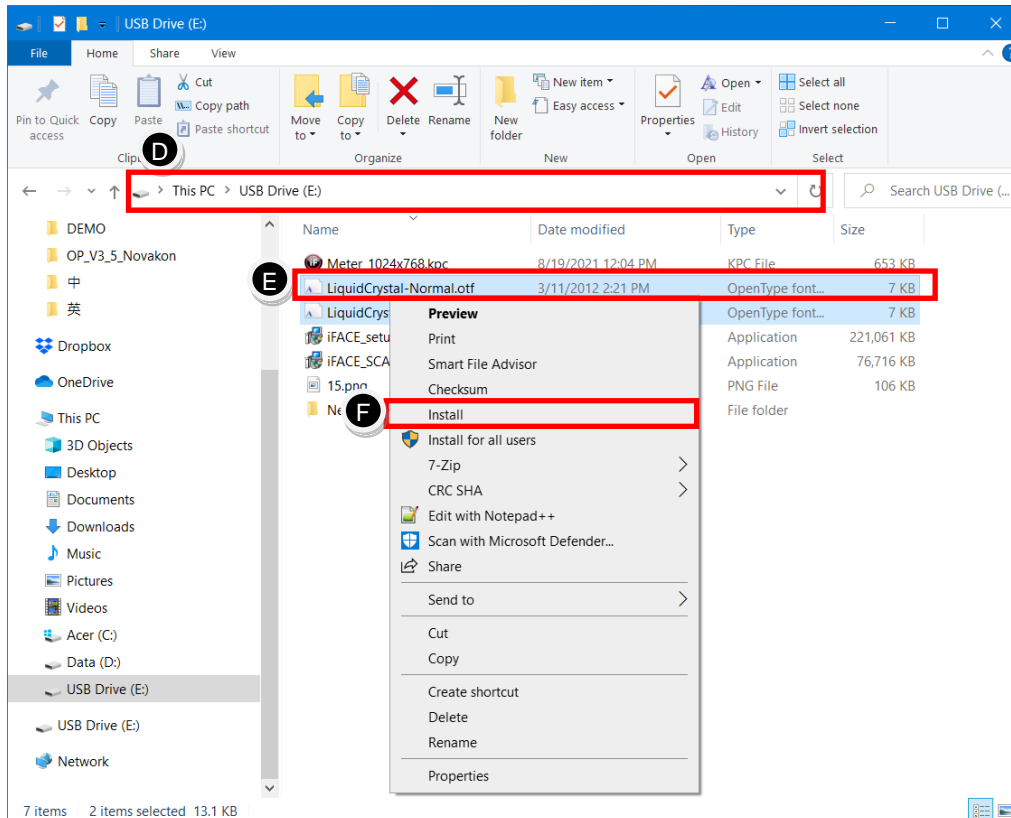 USB Drive (E:)
File Home Share View
Pin to Quick access
Copy
Paste
Cut
Copy path
Paste shortcut
Move to
Copy to
Delete
Rename
New folder
New item
Easy access
Properties
Open
Edit
History
Select all
Select none
Invert selection
Organize New Open Select
D
This PC > USB Drive (E:)
Search USB Drive (...
DEMO
OP_V3_5_Novakon
中
英
Dropbox
OneDrive
This PC
3D Objects
Desktop
Documents
Downloads
Music
Pictures
Videos
Acer (C:)
Data (D:)
USB Drive (E:)
USB Drive (E:)
Network
Name Date modified Type Size
Meter_1024x768.kpc 8/19/2021 12:04 PM KPC File 653 KB
E
LiquidCrystal-Normal.otf 3/11/2012 2:21 PM OpenType font... 7 KB
LiquidCrys OpenType font... 7 KB
iFACE_setu Application 221,061 KB
iFACE_SCA Application 76,716 KB
15.png PNG File 106 KB
File folder
F
Preview
Print
Smart File Advisor
Checksum
Install
Install for all users
7-Zip
CRC SHA
Edit with Notepad++
Scan with Microsoft Defender...
Share
Send to
Cut
Copy
Create shortcut
Delete
Rename
Properties
7 items 2 items selected 13.1 KB